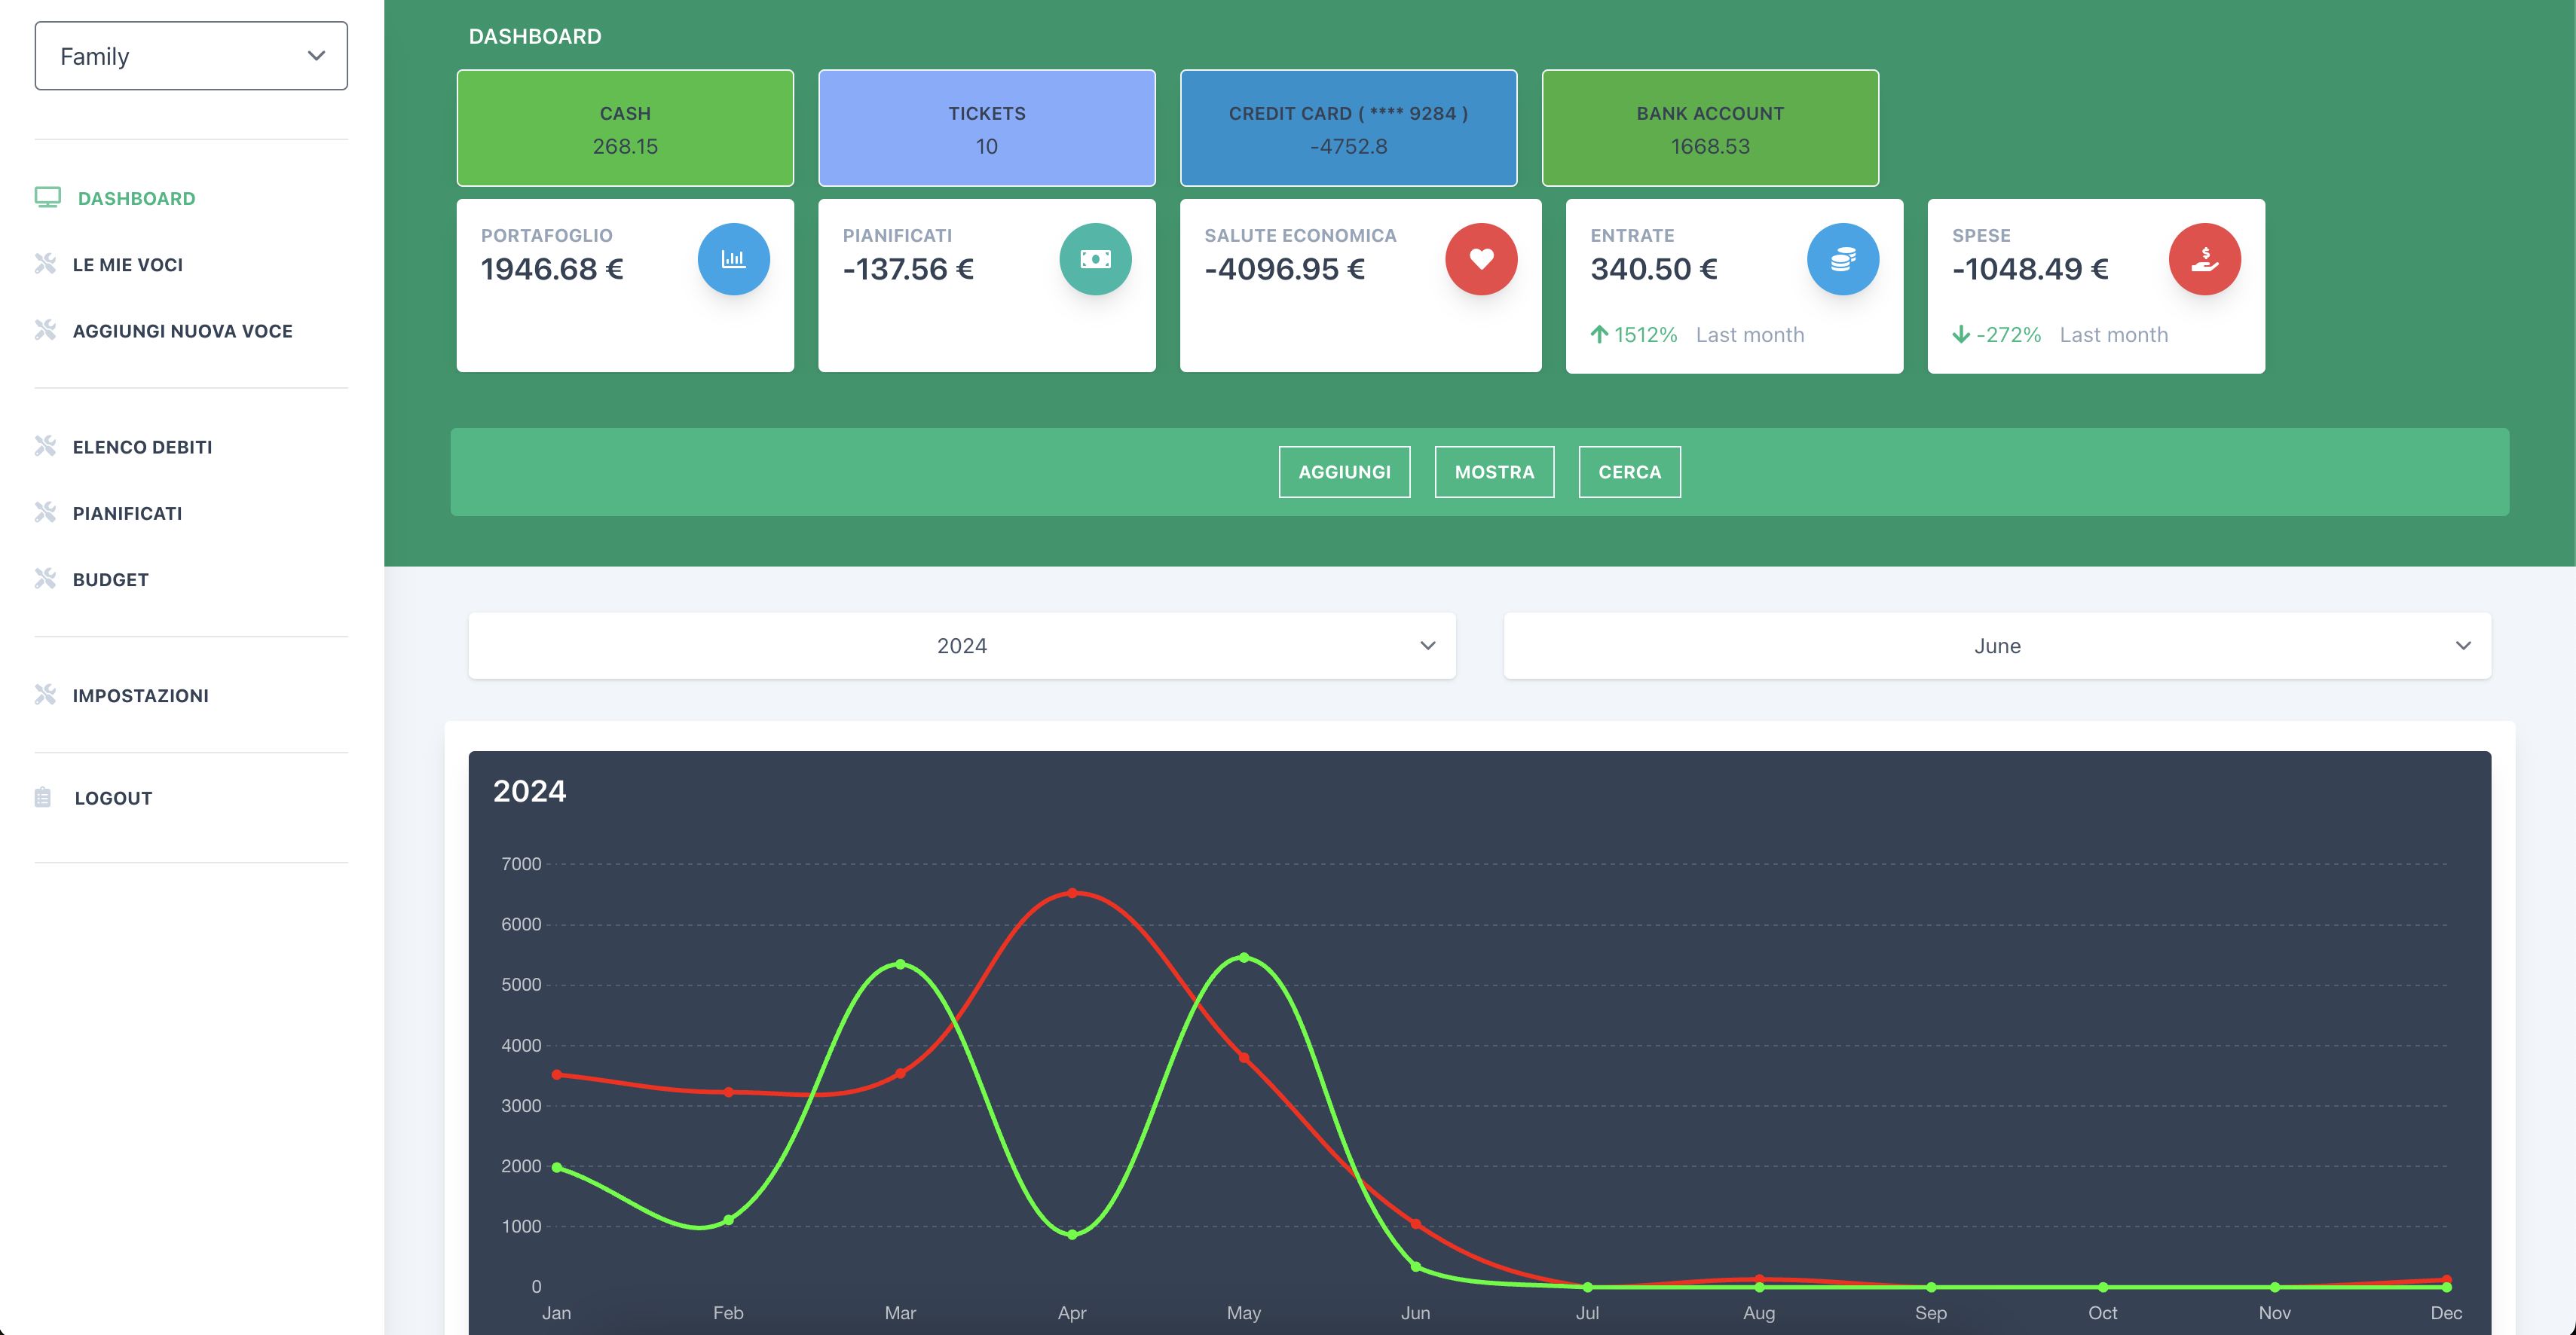 Family
DASHBOARD
LE MIE VOCI
AGGIUNGI NUOVA VOCE
ELENCO DEBITI
PIANIFICATI
BUDGET
IMPOSTAZIONI
LOGOUT
DASHBOARD
CASH
268.15
TICKETS
10
CREDIT CARD ( **** 9284 )
-4752.8
BANK ACCOUNT
1668.53
PORTAFOGLIO
1946.68 €
PIANIFICATI
-137.56 €
SALUTE ECONOMICA
-4096.95 €
ENTRATE
340.50 €
1512% Last month
SPESE
-1048.49 €
-272% Last month
AGGIUNGI MOSTRA CERCA
2024
June
2024
7000
6000
5000
4000
3000
2000
1000
0
Jan Feb Mar Apr May Jun Jul Aug Sep Oct Nov Dec